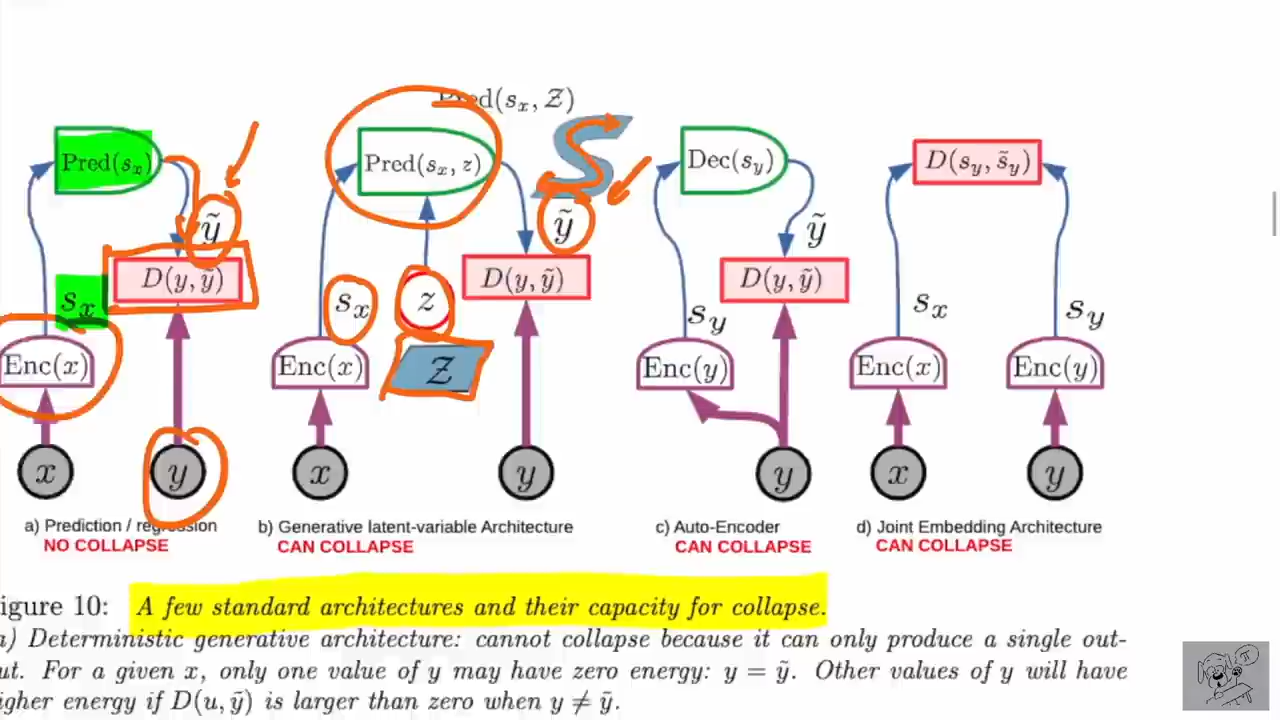 Pred(s_x, Z)
Pred(s_x)
Pred(s_x, z)
Dec(s_y)
D(s_y, s̃_y)
ỹ
ỹ
ỹ
D(y, ỹ)
D(y, ỹ)
D(y, ỹ)
s_x
s_x
z
s_y
s_x
s_y
Enc(x)
Enc(x)
Z
Enc(y)
Enc(x)
Enc(y)
x
y
x
y
y
x
y
a) Prediction / regression
NO COLLAPSE
b) Generative latent-variable Architecture
CAN COLLAPSE
c) Auto-Encoder
CAN COLLAPSE
d) Joint Embedding Architecture
CAN COLLAPSE
igure 10: A few standard architectures and their capacity for collapse.
) Deterministic generative architecture: cannot collapse because it can only produce a single out-
ut. For a given x, only one value of y may have zero energy: y = ỹ. Other values of y will have
igher energy if D(u, ỹ) is larger than zero when y ≠ ỹ.